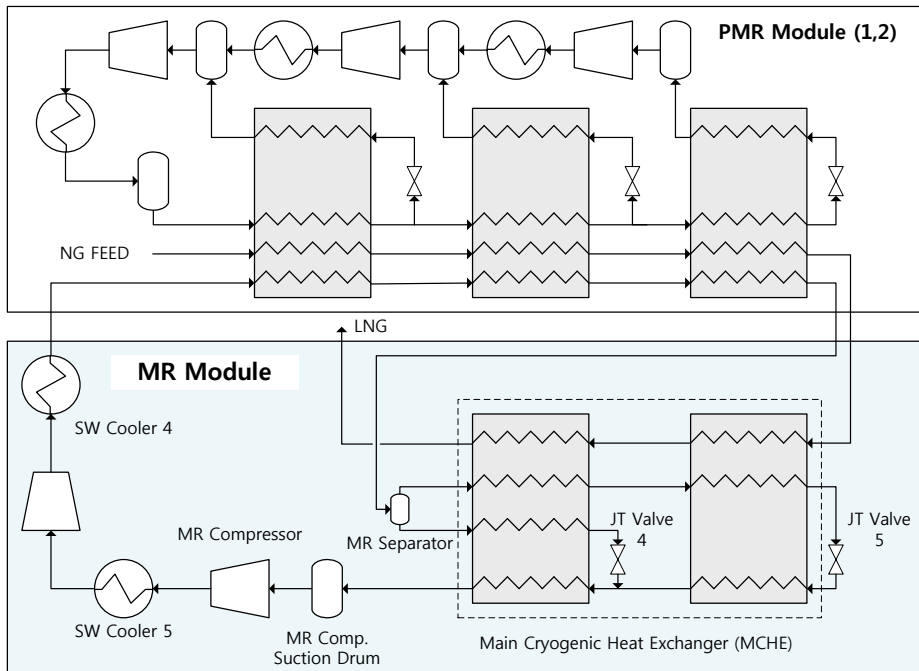 PMR Module (1,2)
NG FEED
LNG
MR Module
SW Cooler 4
MR Compressor
MR Separator
JT Valve
4
JT Valve
5
SW Cooler 5
MR Comp.
Suction Drum
Main Cryogenic Heat Exchanger (MCHE)